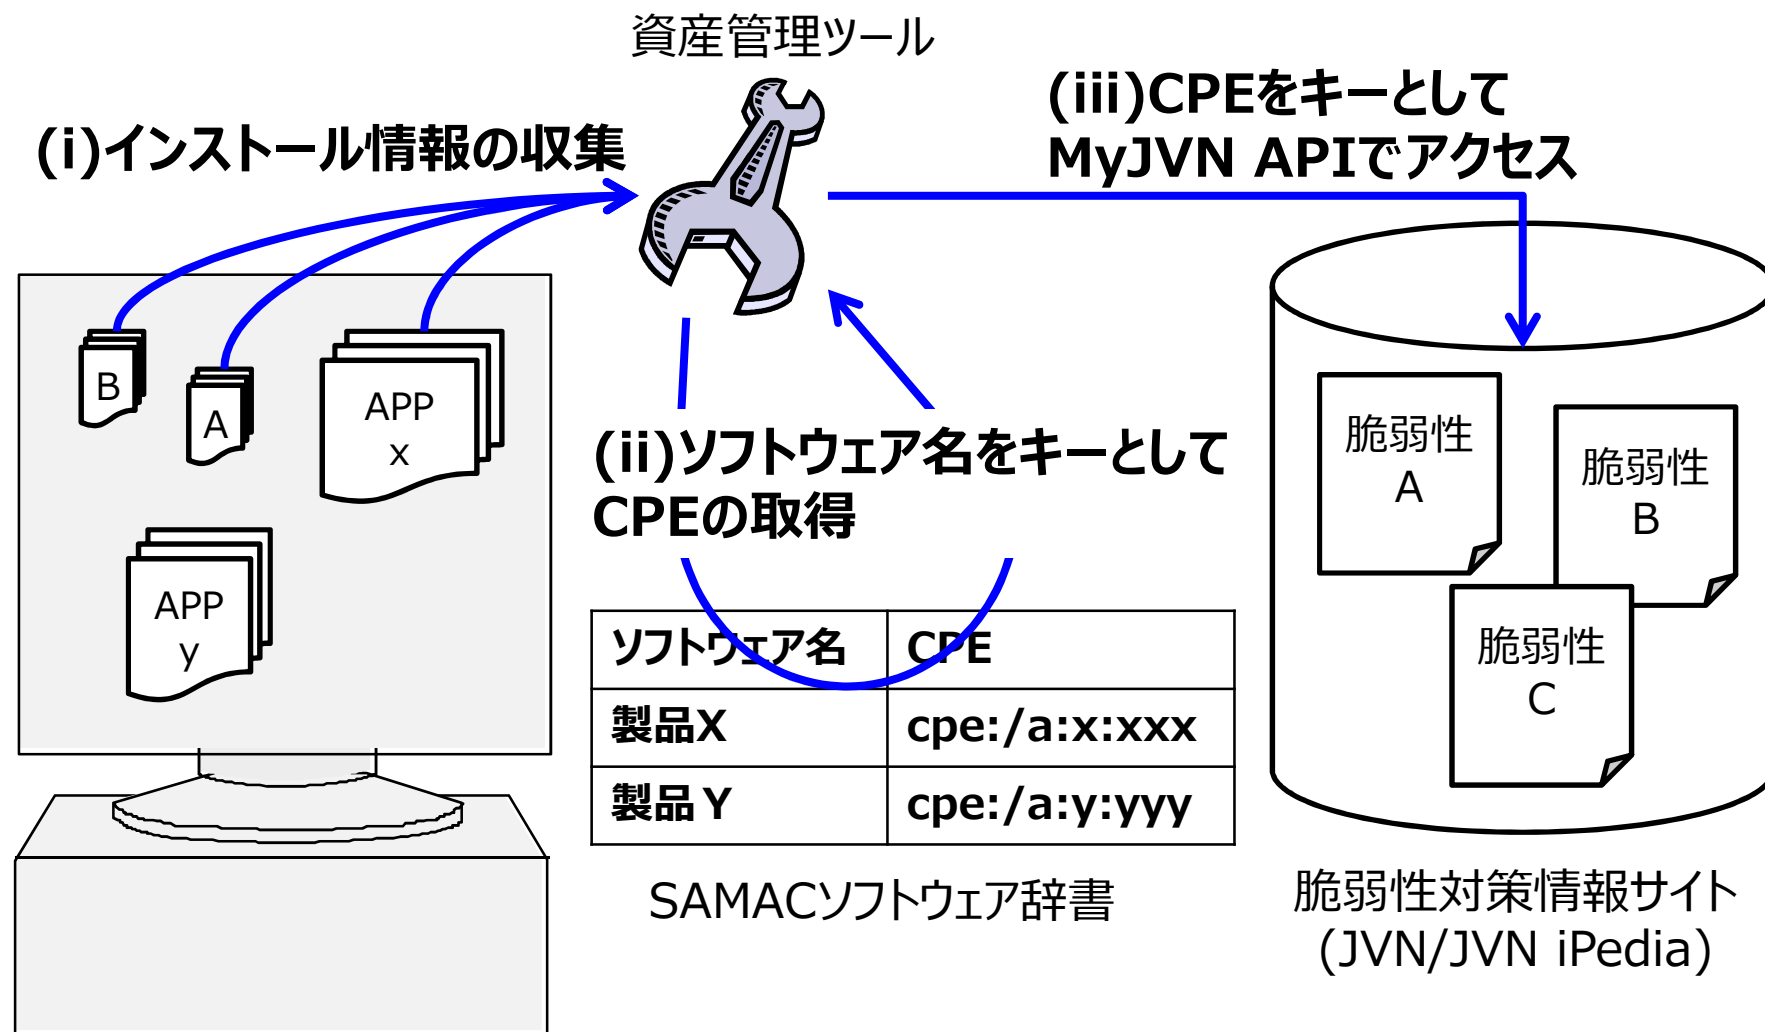 資産管理ツール
(i)インストール情報の収集
(iii)CPEをキーとして
MyJVN APIでアクセス
B
A
APP
x
APP
y
(ii)ソフトウェア名をキーとして
CPEの取得
ソフトウェア名 CPE
製品X cpe:/a:x:xxx
製品Y cpe:/a:y:yyy
SAMACソフトウェア辞書
脆弱性
A
脆弱性
B
脆弱性
C
脆弱性対策情報サイト
(JVN/JVN iPedia)